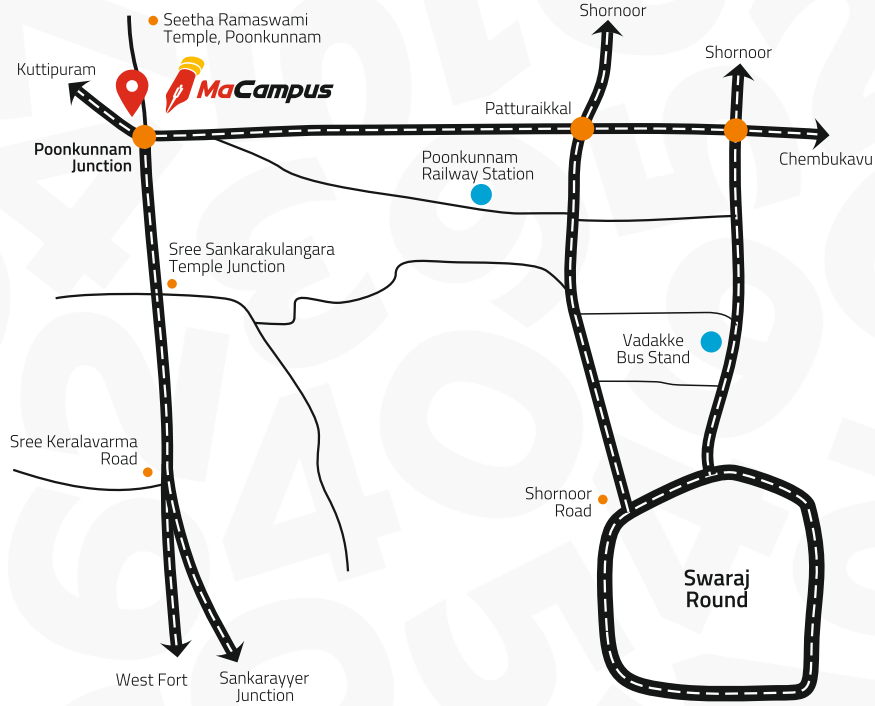 Shornoor
Seetha Ramaswami
Temple, Poonkunnam
Shornoor
Kuttipuram
MaCampus
Patturaikkal
Poonkunnam
Junction
Poonkunnam
Railway Station
Chembukavu
Sree Sankarakulangara
Temple Junction
Vadakke
Bus Stand
Sree Keralavarma
Road
Shornoor
Road
Swaraj
Round
West Fort
Sankarayyer
Junction